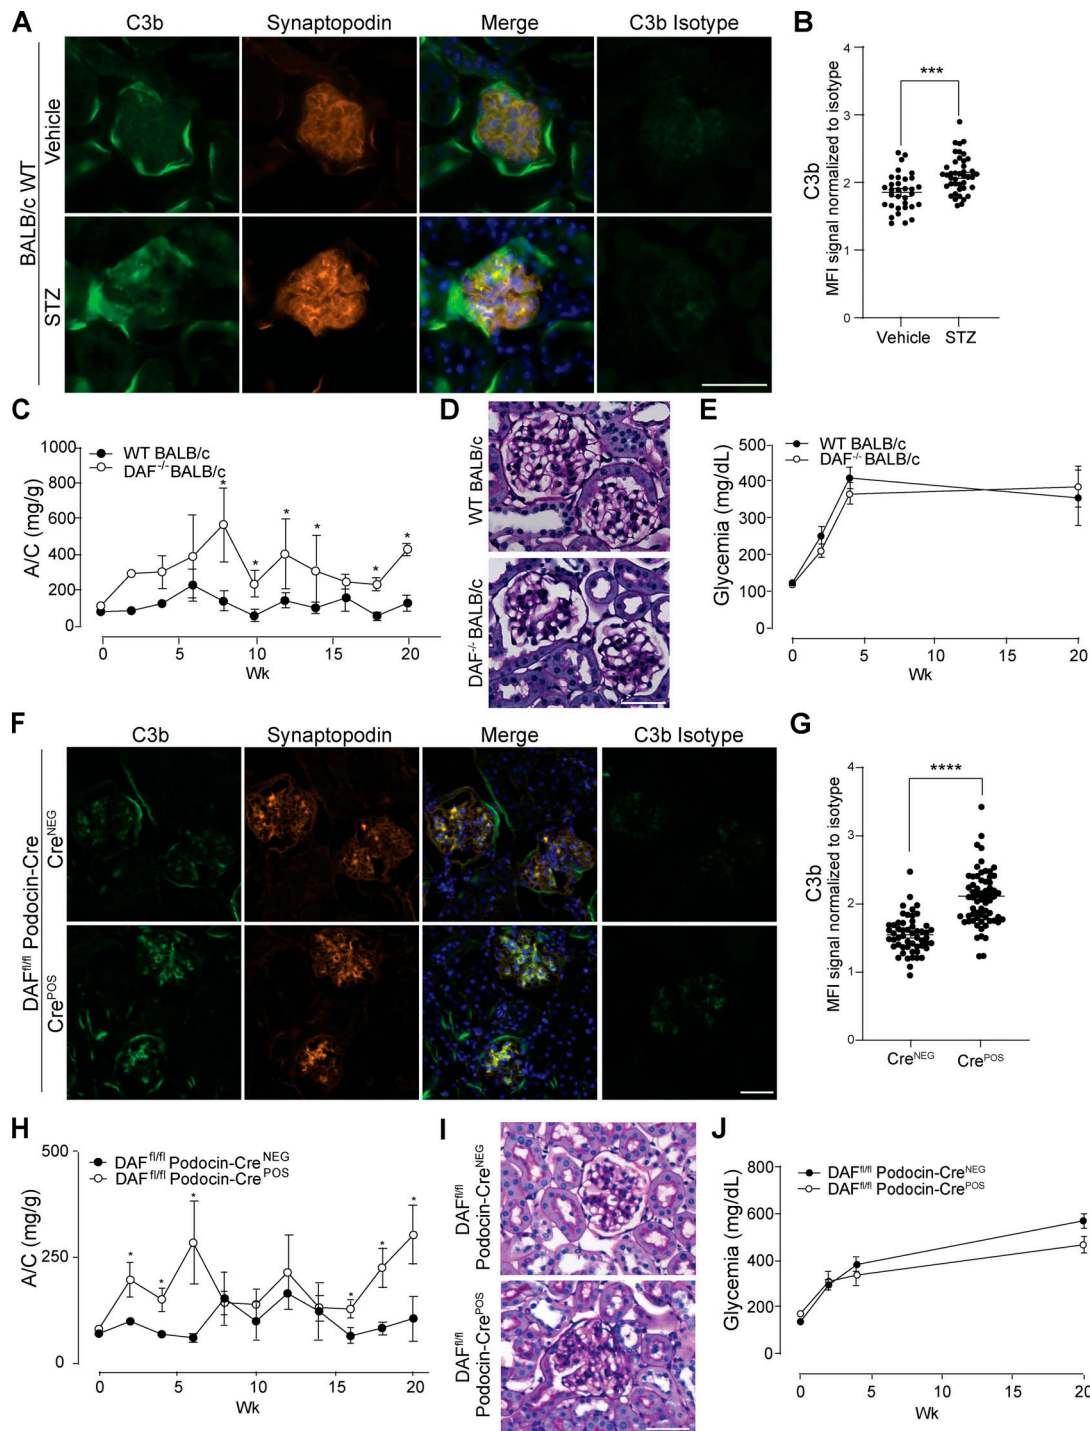 A
C3b Synaptopodin Merge C3b Isotype
BALB/c WT
Vehicle
STZ
B
***
C3b
MFI signal normalized to isotype
4
3
2
1
0
Vehicle STZ
C
WT BALB/c
DAF-/- BALB/c
A/C (mg/g)
1000
800
600
400
200
0
* * * * * *
0 5 10 15 20
Wk
D
WT BALB/c
DAF-/- BALB/c
E
WT BALB/c
DAF-/- BALB/c
Glycemia (mg/dL)
500
400
300
200
100
0
0 5 10 15 20
Wk
F
C3b Synaptopodin Merge C3b Isotype
DAFfl/fl Podocin-Cre
CreNEG
CrePOS
G
****
C3b
MFI signal normalized to isotype
4
3
2
1
0
CreNEG CrePOS
H
DAFfl/fl Podocin-CreNEG
DAFfl/fl Podocin-CrePOS
A/C (mg/g)
500
250
0
* * * * * *
0 5 10 15 20
Wk
I
DAFfl/fl
Podocin-CreNEG
DAFfl/fl
Podocin-CrePOS
J
DAFfl/fl Podocin-CreNEG
DAFfl/fl Podocin-CrePOS
Glycemia (mg/dL)
800
600
400
200
0
0 5 10 15 20
Wk